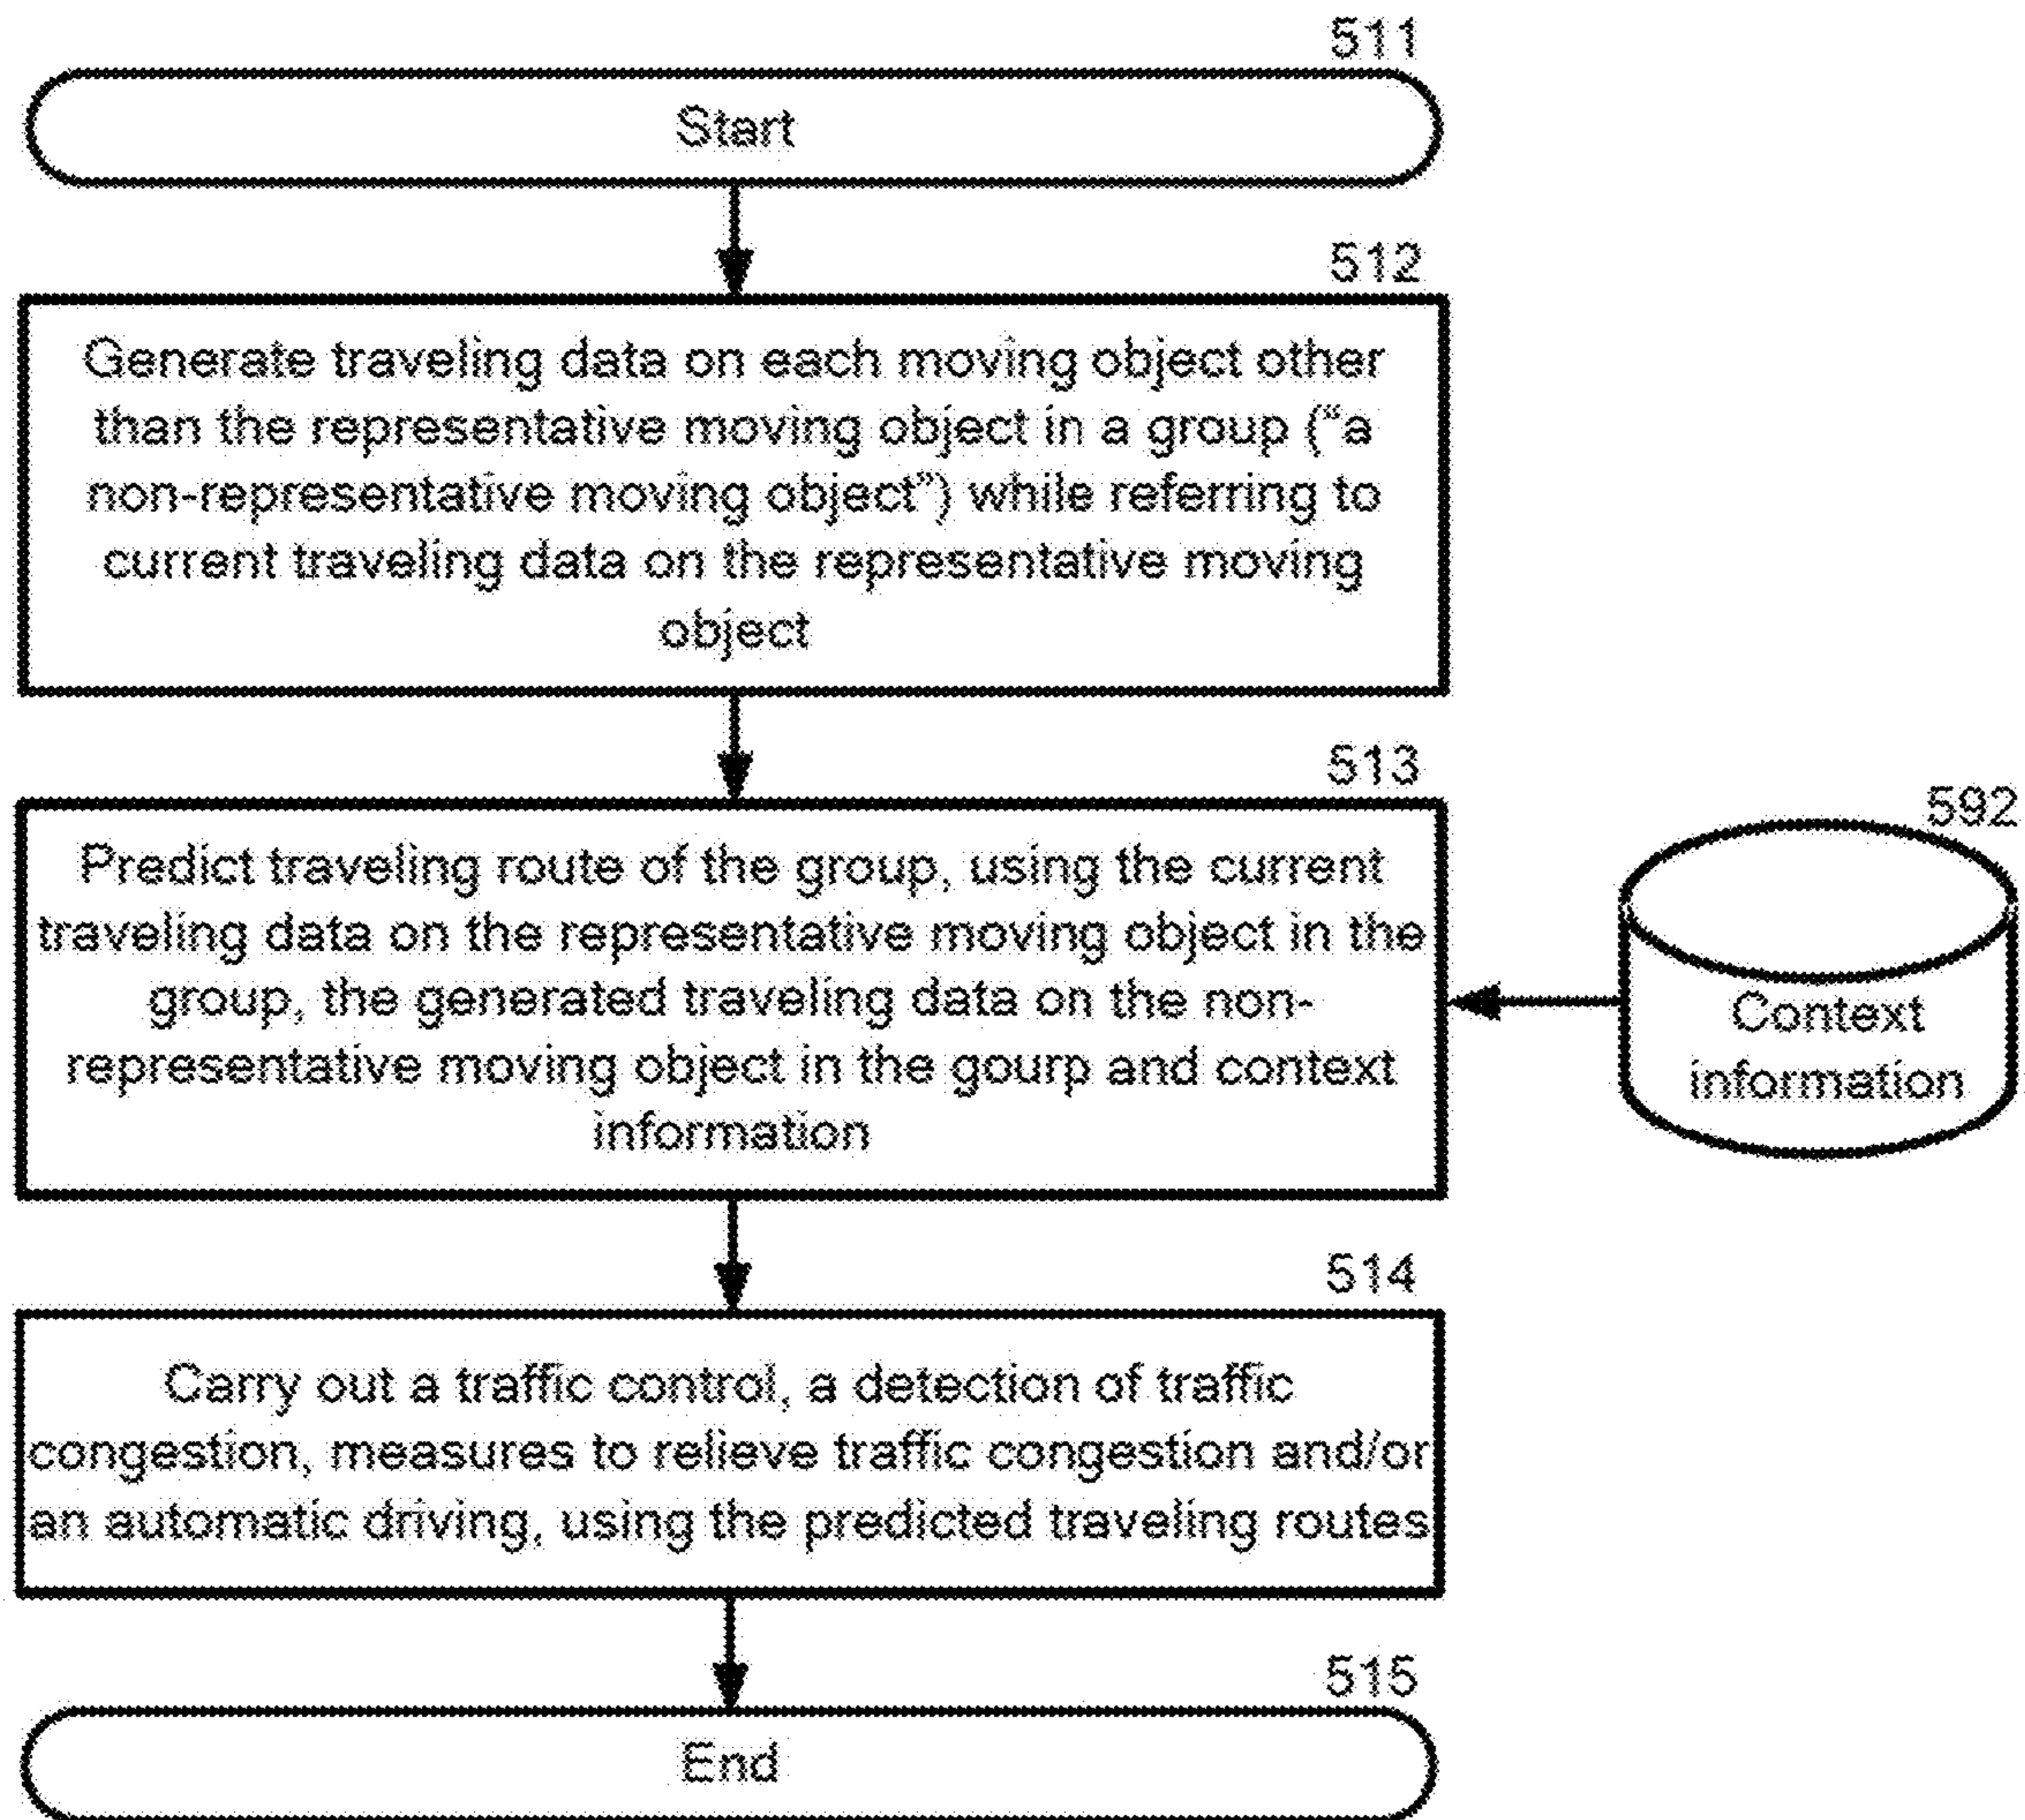 511
Start
512
Generate traveling data on each moving object other
than the representative moving object in a group (“a
non-representative moving object”) while referring to
current traveling data on the representative moving
object
513
Predict traveling route of the group, using the current
traveling data on the representative moving object in the
group, the generated traveling data on the non-
representative moving object in the gourp and context
information
592
Context
information
514
Carry out a traffic control, a detection of traffic
congestion, measures to relieve traffic congestion and/or
an automatic driving, using the predicted traveling routes
515
End